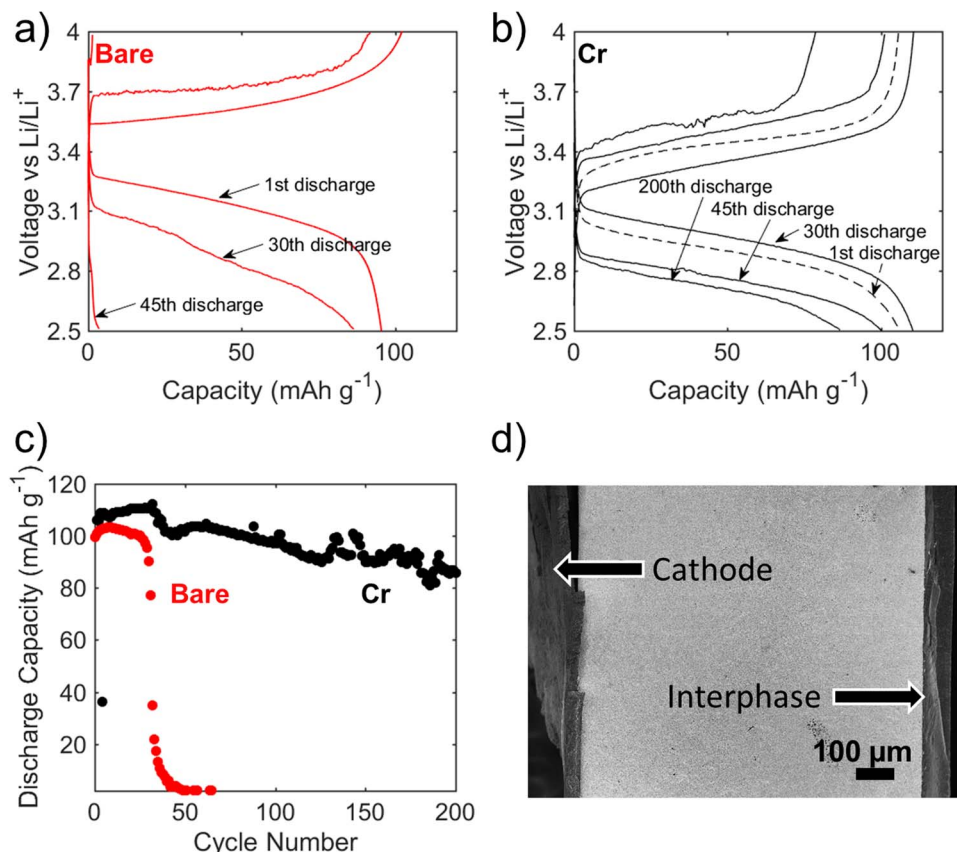 a)
Bare
4
3.7
3.4
3.1
2.8
2.5
Voltage vs Li/Li⁺
1st discharge
30th discharge
45th discharge
0
50
100
Capacity (mAh g⁻¹)
b)
Cr
4
3.7
3.4
3.1
2.8
2.5
Voltage vs Li/Li⁺
200th discharge
45th discharge
30th discharge
1st discharge
0
50
100
Capacity (mAh g⁻¹)
c)
120
100
80
60
40
20
Discharge Capacity (mAh g⁻¹)
Bare
Cr
0
50
100
150
200
Cycle Number
d)
Cathode
Interphase
100 µm